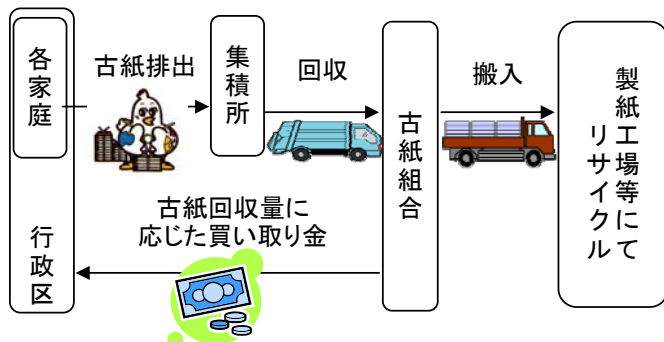 各家庭
古紙排出
集積所
回収
古紙組合
搬入
製紙工場等にて
リサイクル
古紙回収量に
応じた買い取り金
行政区